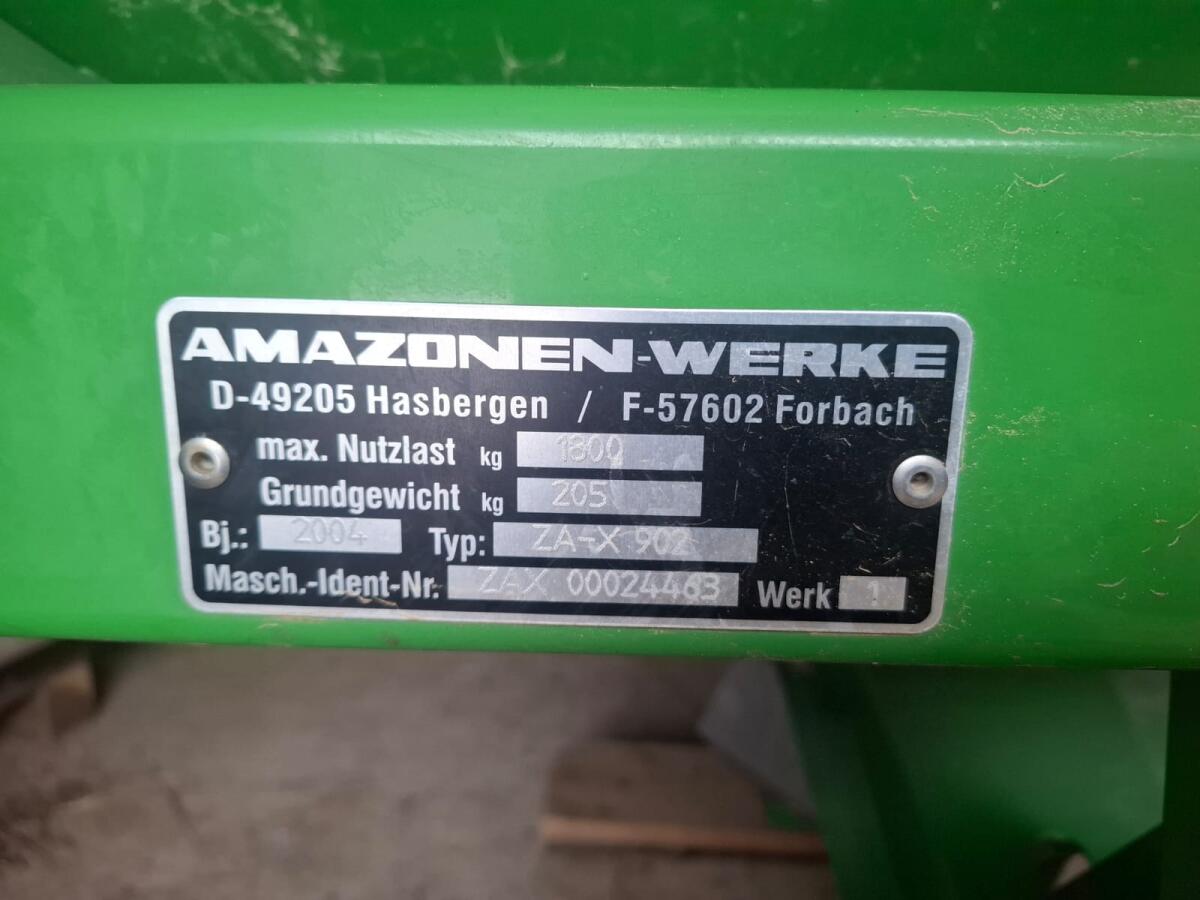 AMAZONEN-WERKE
D-49205 Hasbergen / F-57602 Forbach
max. Nutzlast kg 1800
Grundgewicht kg 205
Bj.: 2004 Typ: ZA-X 902
Masch.-Ident-Nr. ZAX 00024463 Werk 1